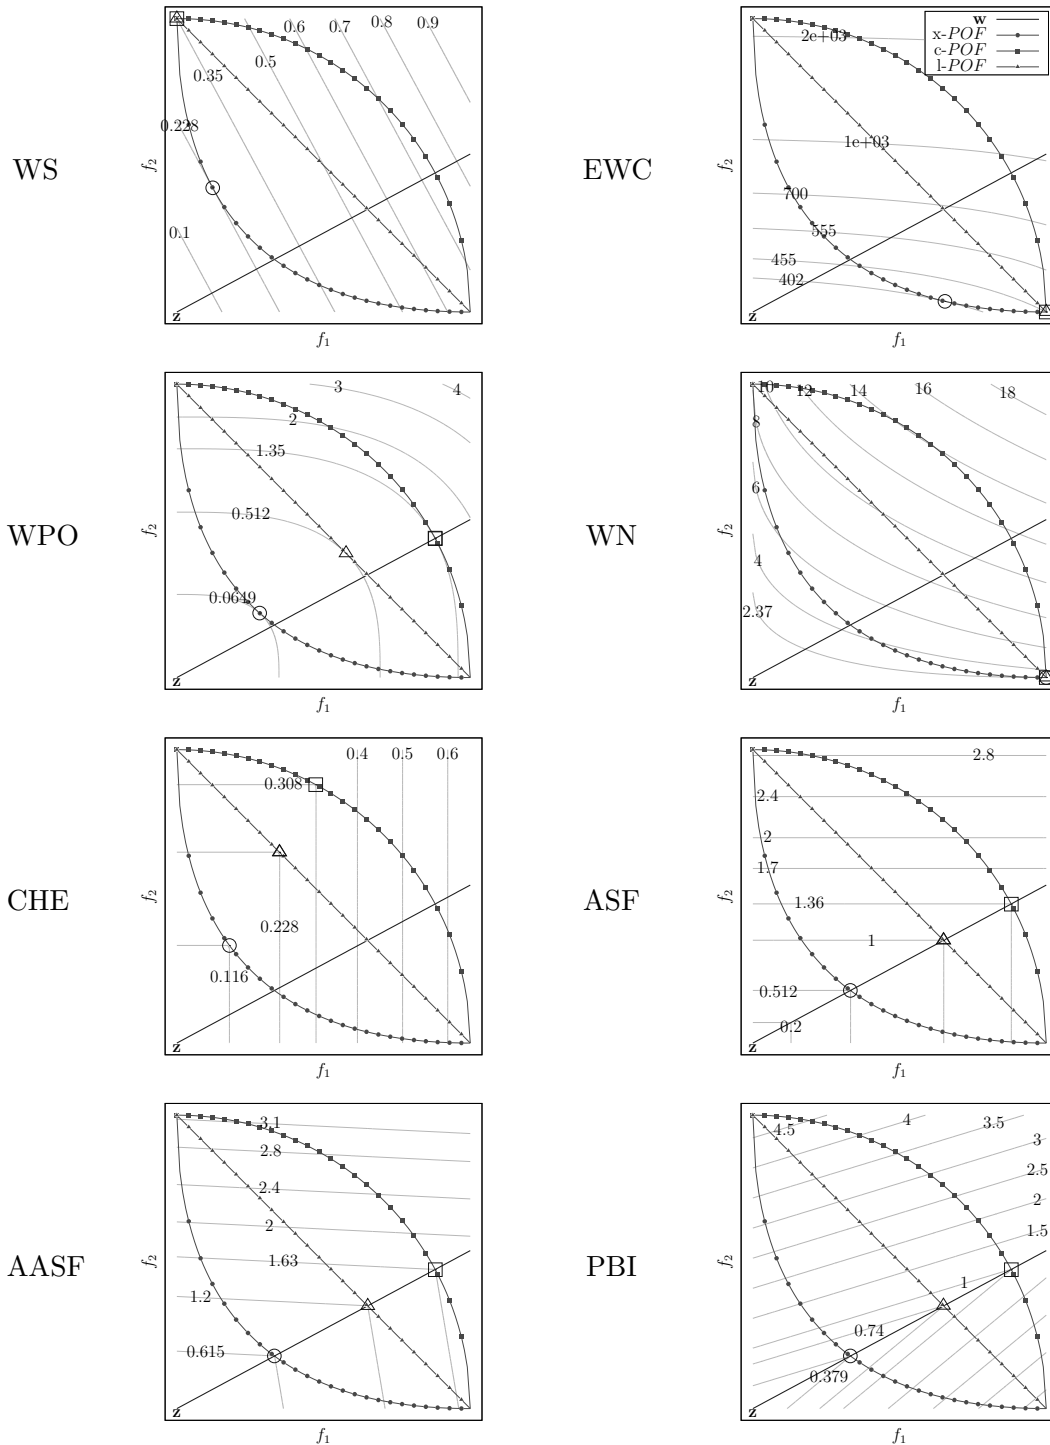 WS
0.6 0.7 0.8 0.9
0.5
0.35
0.228
0.1
f₂
z
f₁
EWC
w
x-POF
c-POF
l-POF
2e+03
1e+03
700
555
455
402
f₂
z
f₁
WPO
3 4
2
1.35
0.512
0.0649
f₂
z
f₁
WN
10 12 14 16 18
8
6
4
2.37
f₂
z
f₁
CHE
0.4 0.5 0.6
0.308
0.228
0.116
f₂
z
f₁
ASF
2.8
2.4
2
1.7
1.36
1
0.512
0.2
f₂
z
f₁
AASF
3.1
2.8
2.4
2
1.63
1.2
0.615
f₂
z
f₁
PBI
4.5 4 3.5
3
2.5
2
1.5
1
0.74
0.379
f₂
z
f₁